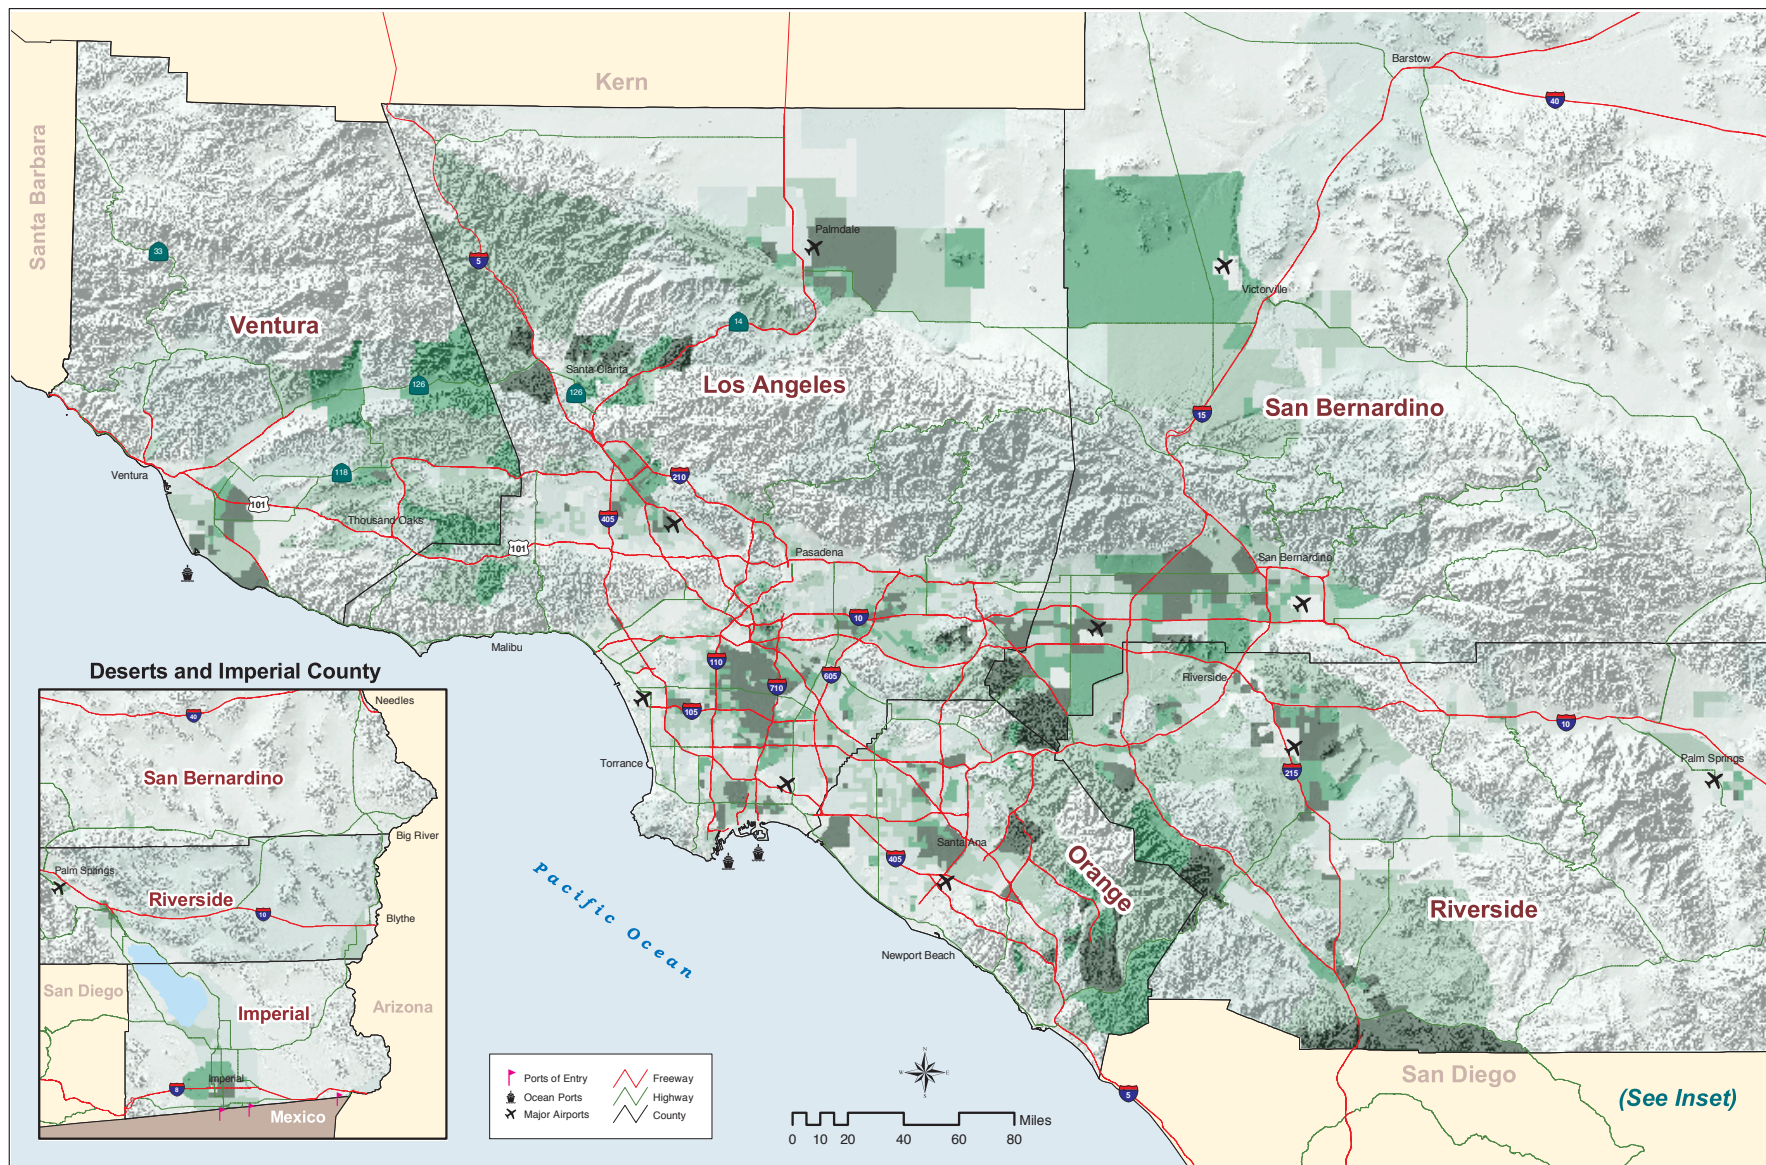 Kern
Barstow
40
Santa Barbara
33
5
Palmdale
Victorville
Ventura
14
Santa Clarita
126
126
Los Angeles
15
San Bernardino
Ventura
118
101
210
405
Thousand Oaks
101
Pasadena
San Bernardino
10
Malibu
110
605
710
105
Riverside
10
Torrance
215
Palm Springs
Santa Ana
405
Orange
Riverside
Pacific Ocean
Newport Beach
San Diego
5
(See Inset)
Deserts and Imperial County
Needles
40
San Bernardino
Big River
Palm Springs
Riverside
10
Blythe
San Diego
Imperial
Arizona
Imperial
8
Mexico
Ports of Entry
Ocean Ports
Major Airports
Freeway
Highway
County
N
W
E
S
Miles
0 10 20 40 60 80